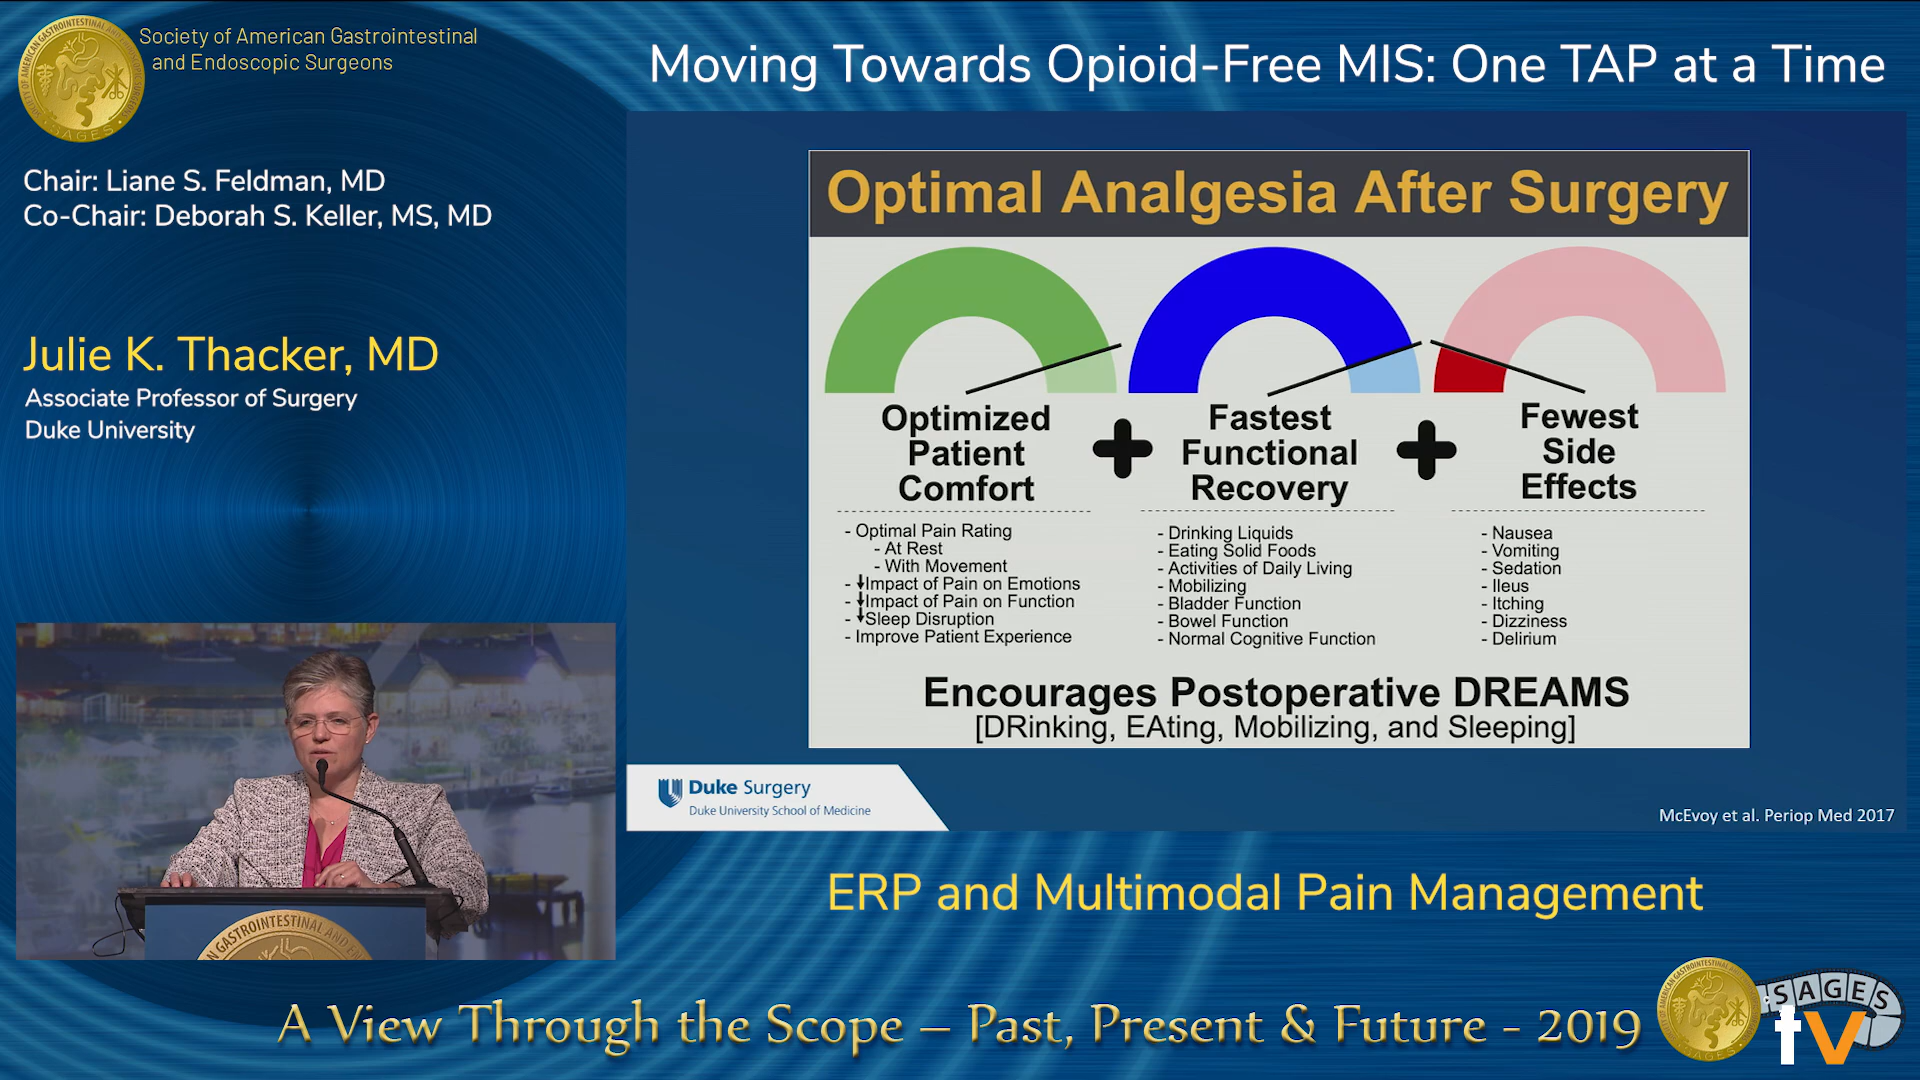 Society of American Gastrointestinal
and Endoscopic Surgeons
Moving Towards Opioid-Free MIS: One TAP at a Time
Chair: Liane S. Feldman, MD
Co-Chair: Deborah S. Keller, MS, MD
Julie K. Thacker, MD
Associate Professor of Surgery
Duke University
Optimal Analgesia After Surgery
Optimized
Patient
Comfort
- Optimal Pain Rating
- At Rest
- With Movement
- ↓Impact of Pain on Emotions
- ↓Impact of Pain on Function
- ↓Sleep Disruption
- Improve Patient Experience
+
Fastest
Functional
Recovery
- Drinking Liquids
- Eating Solid Foods
- Activities of Daily Living
- Mobilizing
- Bladder Function
- Bowel Function
- Normal Cognitive Function
+
Fewest
Side
Effects
- Nausea
- Vomiting
- Sedation
- Ileus
- Itching
- Dizziness
- Delirium
Encourages Postoperative DREAMS
[DRinking, EAting, Mobilizing, and Sleeping]
Duke Surgery
Duke University School of Medicine
McEvoy et al. Periop Med 2017
ERP and Multimodal Pain Management
GASTROINTESTINAL AND
A View Through the Scope – Past, Present & Future - 2019
SAGES
tv